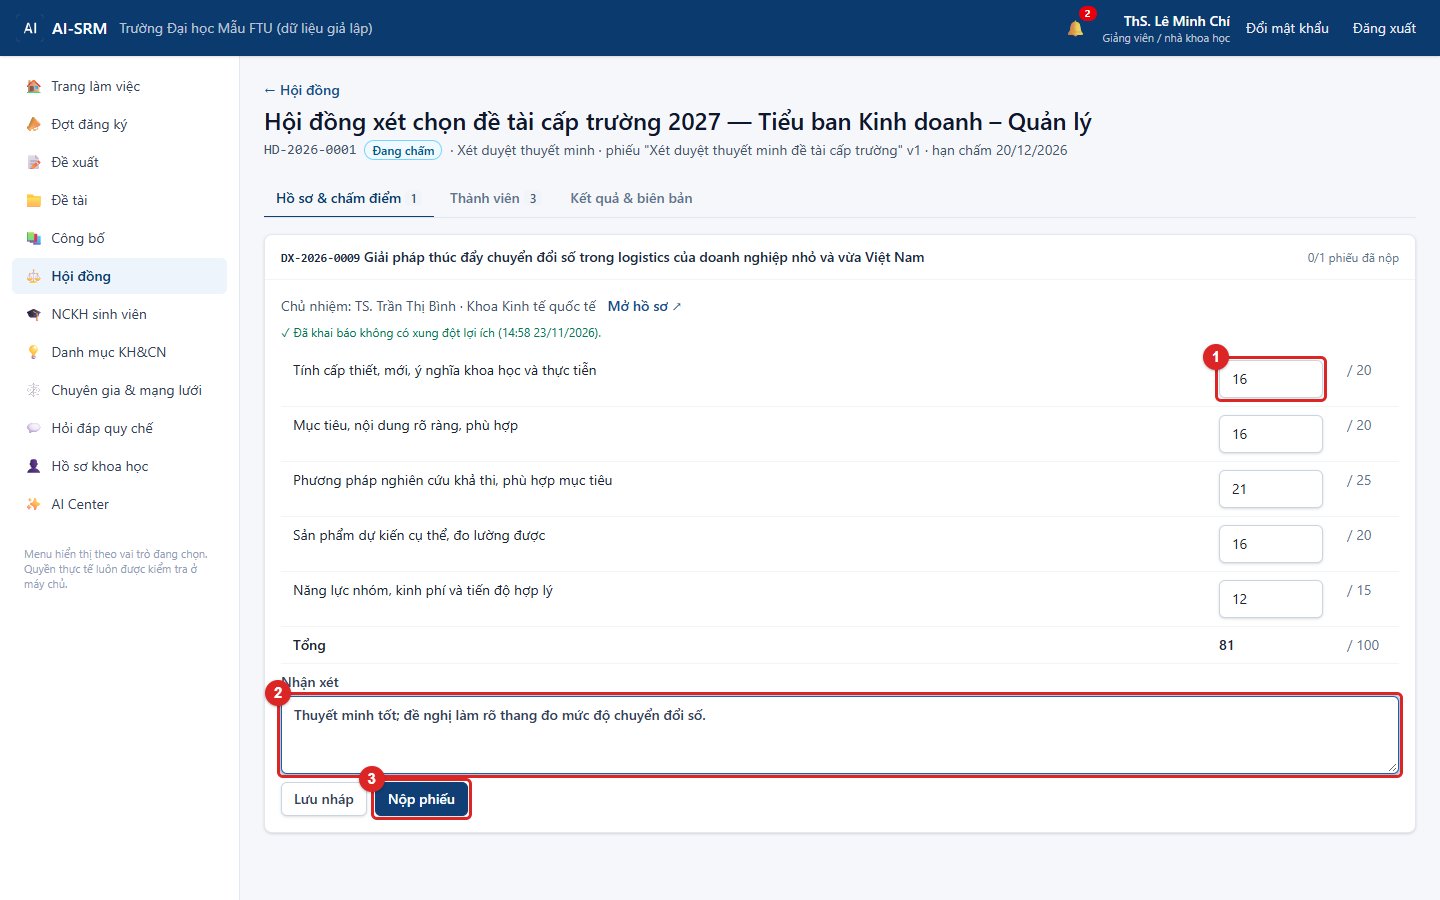 AI AI-SRM Trường Đại học Mẫu FTU (dữ liệu giả lập)
2
ThS. Lê Minh Chí
Giảng viên / nhà khoa học
Đổi mật khẩu
Đăng xuất
Trang làm việc
Đợt đăng ký
Đề xuất
Đề tài
Công bố
Hội đồng
NCKH sinh viên
Danh mục KH&CN
Chuyên gia & mạng lưới
Hỏi đáp quy chế
Hồ sơ khoa học
AI Center
Menu hiển thị theo vai trò đang chọn.
Quyền thực tế luôn được kiểm tra ở
máy chủ.
← Hội đồng
Hội đồng xét chọn đề tài cấp trường 2027 — Tiểu ban Kinh doanh – Quản lý
HD-2026-0001 Đang chấm · Xét duyệt thuyết minh · phiếu "Xét duyệt thuyết minh đề tài cấp trường" v1 · hạn chấm 20/12/2026
Hồ sơ & chấm điểm 1
Thành viên 3
Kết quả & biên bản
DX-2026-0009 Giải pháp thúc đẩy chuyển đổi số trong logistics của doanh nghiệp nhỏ và vừa Việt Nam
0/1 phiếu đã nộp
Chủ nhiệm: TS. Trần Thị Bình · Khoa Kinh tế quốc tế Mở hồ sơ ↗
✓ Đã khai báo không có xung đột lợi ích (14:58 23/11/2026).
1
Tính cấp thiết, mới, ý nghĩa khoa học và thực tiễn 16 / 20
Mục tiêu, nội dung rõ ràng, phù hợp 16 / 20
Phương pháp nghiên cứu khả thi, phù hợp mục tiêu 21 / 25
Sản phẩm dự kiến cụ thể, đo lường được 16 / 20
Năng lực nhóm, kinh phí và tiến độ hợp lý 12 / 15
Tổng 81 / 100
Nhận xét
2
Thuyết minh tốt; đề nghị làm rõ thang đo mức độ chuyển đổi số.
3
Lưu nháp
Nộp phiếu